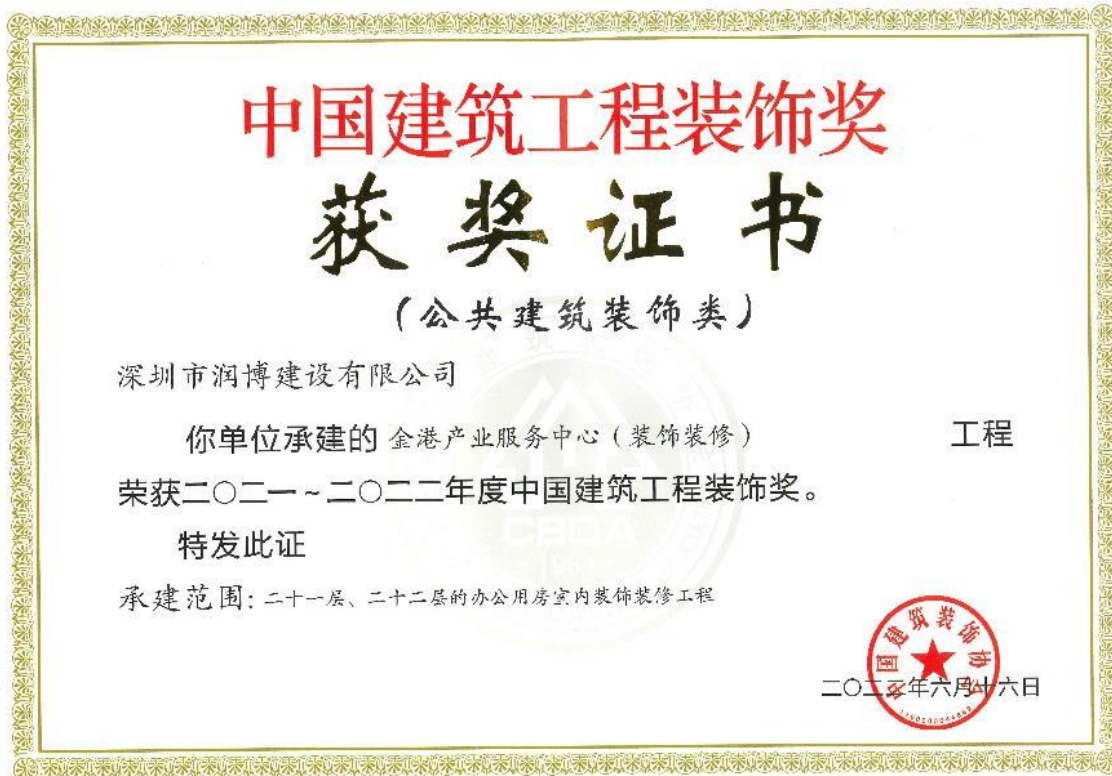 中国建筑工程装饰奖
获奖证书
(公共建筑装饰类)
深圳市润博建设有限公司
你单位承建的 金港产业服务中心(装饰装修) 工程
荣获二〇二一~二〇二二年度中国建筑工程装饰奖。
特发此证
承建范围:二十一层、二十二层的办公用房室内装饰装修工程
中国建筑装饰协会
年六月十六日
CBDA